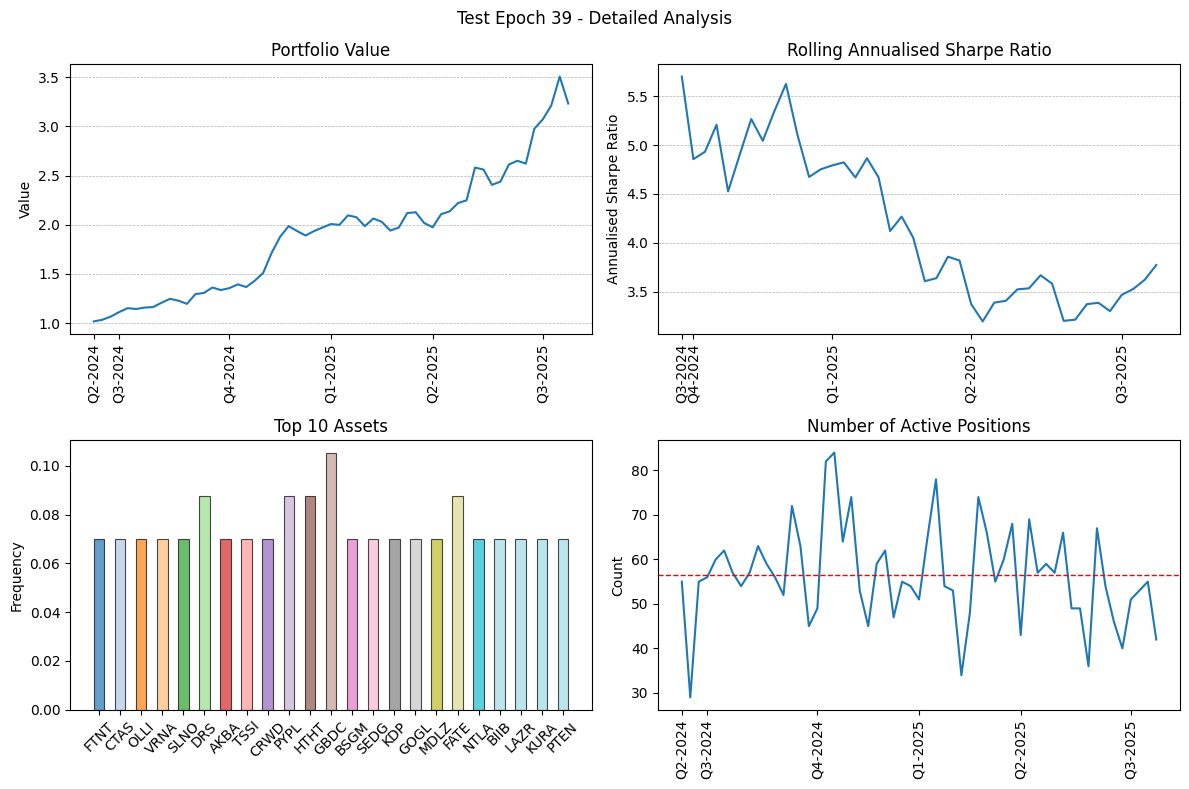 Test Epoch 39 - Detailed Analysis
Portfolio Value
Value
3.5
3.0
2.5
2.0
1.5
1.0
Q2-2024
Q3-2024
Q4-2024
Q1-2025
Q2-2025
Q3-2025
Rolling Annualised Sharpe Ratio
Annualised Sharpe Ratio
5.5
5.0
4.5
4.0
3.5
Q3-2024
Q4-2024
Q1-2025
Q2-2025
Q3-2025
Top 10 Assets
Frequency
0.10
0.08
0.06
0.04
0.02
0.00
FTNT
CTAS
OLLI
VRNA
SLNO
DRS
AKBA
TSSI
CRWD
PYPL
HTHT
GBDC
BSGM
SEDG
KDP
GOGL
MDLZ
FATE
NTLA
BIIB
LAZR
KURA
PTEN
Number of Active Positions
Count
80
70
60
50
40
30
Q2-2024
Q3-2024
Q4-2024
Q1-2025
Q2-2025
Q3-2025